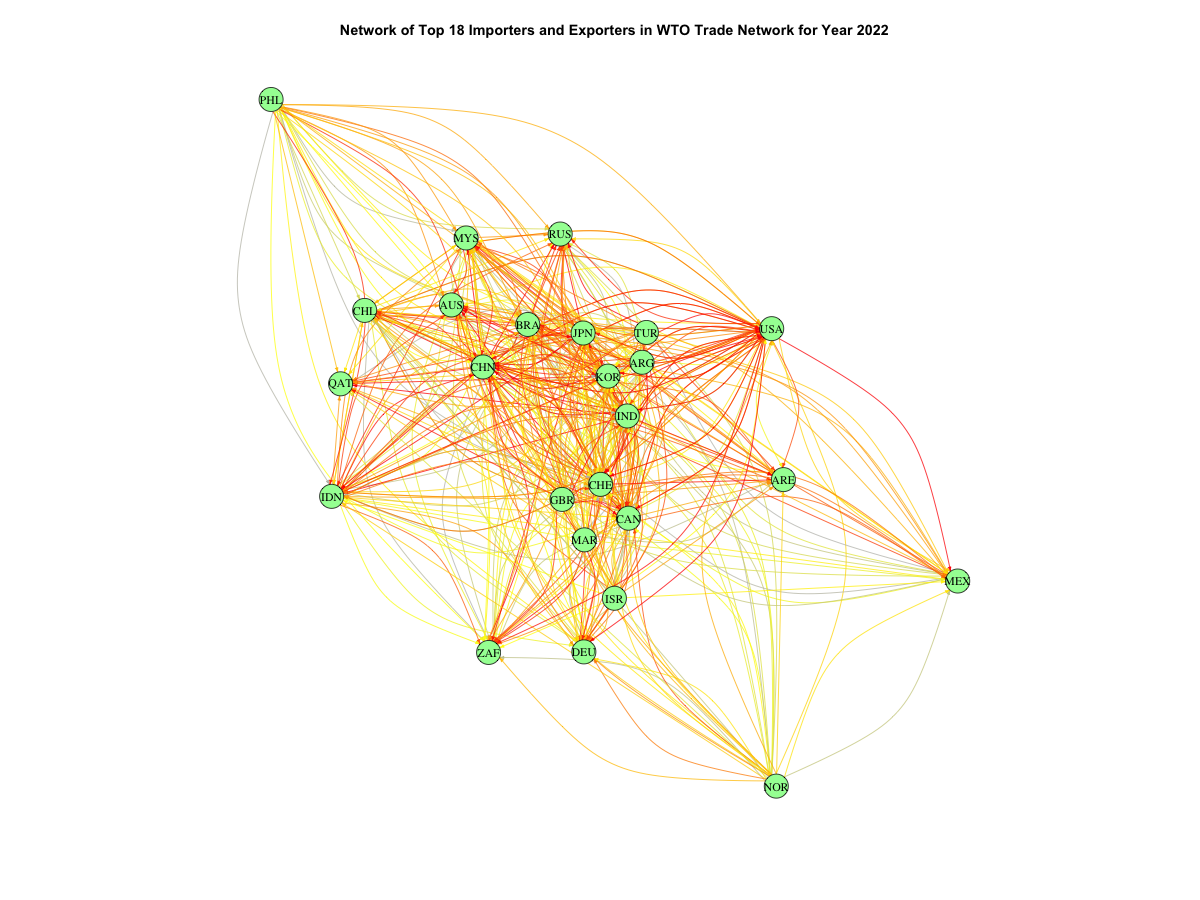 Network of Top 18 Importers and Exporters in WTO Trade Network for Year 2022
PHL
MYS
RUS
CHL
AUS
BRA
JPN
TUR
USA
CHN
ARG
KOR
QAT
IND
CHE
ARE
IDN
GBR
CAN
MAR
MEX
ISR
ZAF
DEU
NOR